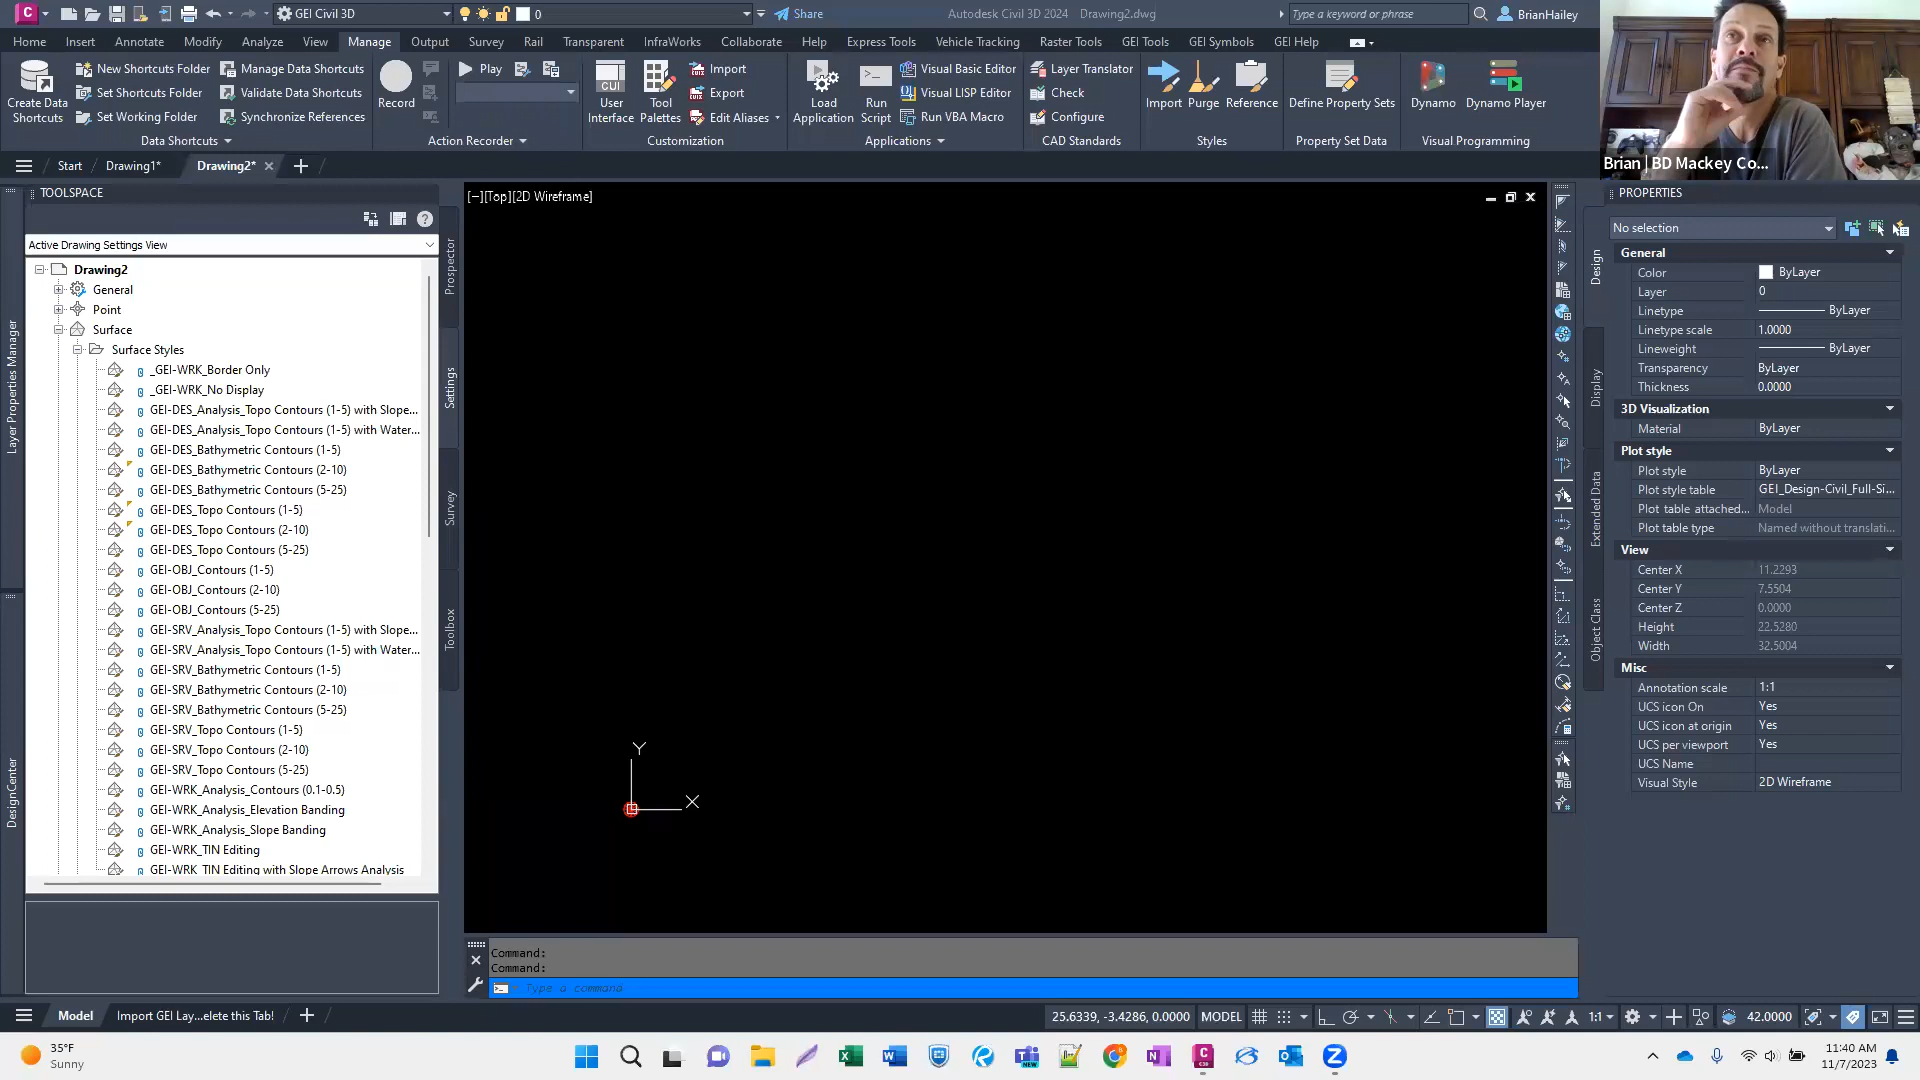 GEI Civil 3D
0
Share
Autodesk Civil 3D 2024 Drawing2.dwg
Type a keyword or phrase
BrianHailey
Home Insert Annotate Modify Analyze View Manage Output Survey Rail Transparent InfraWorks Collaborate Help Express Tools Vehicle Tracking Raster Tools GEI Tools GEI Symbols GEI Help
Create Data Shortcuts
New Shortcuts Folder
Set Shortcuts Folder
Set Working Folder
Manage Data Shortcuts
Validate Data Shortcuts
Synchronize References
Data Shortcuts
Record
Play
Action Recorder
CUI
User Interface
Tool Palettes
Import
Export
Edit Aliases
Customization
Load Application
Run Script
Visual Basic Editor
Visual LISP Editor
Run VBA Macro
Applications
Layer Translator
Check
Configure
CAD Standards
Import
Purge
Reference
Styles
Define Property Sets
Property Set Data
Dynamo
Dynamo Player
Visual Programming
Brian | BD Mackey Co...
Start
Drawing1*
Drawing2*
TOOLSPACE
Active Drawing Settings View
Drawing2
General
Point
Surface
Surface Styles
_GEI-WRK_Border Only
_GEI-WRK_No Display
GEI-DES_Analysis_Topo Contours (1-5) with Slope...
GEI-DES_Analysis_Topo Contours (1-5) with Water...
GEI-DES_Bathymetric Contours (1-5)
GEI-DES_Bathymetric Contours (2-10)
GEI-DES_Bathymetric Contours (5-25)
GEI-DES_Topo Contours (1-5)
GEI-DES_Topo Contours (2-10)
GEI-DES_Topo Contours (5-25)
GEI-OBJ_Contours (1-5)
GEI-OBJ_Contours (2-10)
GEI-OBJ_Contours (5-25)
GEI-SRV_Analysis_Topo Contours (1-5) with Slope...
GEI-SRV_Analysis_Topo Contours (1-5) with Water...
GEI-SRV_Bathymetric Contours (1-5)
GEI-SRV_Bathymetric Contours (2-10)
GEI-SRV_Bathymetric Contours (5-25)
GEI-SRV_Topo Contours (1-5)
GEI-SRV_Topo Contours (2-10)
GEI-SRV_Topo Contours (5-25)
GEI-WRK_Analysis_Contours (0.1-0.5)
GEI-WRK_Analysis_Elevation Banding
GEI-WRK_Analysis_Slope Banding
GEI-WRK_TIN Editing
GEI-WRK_TIN Editing with Slope Arrows Analysis
Layer Properties Manager
DesignCenter
Prospector
Settings
Survey
Toolbox
[−][Top][2D Wireframe]
Y
X
Command:
Command:
Type a command
PROPERTIES
No selection
Design
Display
Extended Data
Object Class
General
Color ByLayer
Layer 0
Linetype ByLayer
Linetype scale 1.0000
Lineweight ByLayer
Transparency ByLayer
Thickness 0.0000
3D Visualization
Material ByLayer
Plot style
Plot style ByLayer
Plot style table GEI_Design-Civil_Full-Si...
Plot table attached... Model
Plot table type Named without translati...
View
Center X 11.2293
Center Y 7.5504
Center Z 0.0000
Height 22.5280
Width 32.5004
Misc
Annotation scale 1:1
UCS icon On Yes
UCS icon at origin Yes
UCS per viewport Yes
UCS Name
Visual Style 2D Wireframe
Model
Import GEI Lay...elete this Tab!
25.6339, -3.4286, 0.0000
MODEL
1:1
42.0000
35°F
Sunny
11:40 AM
11/7/2023